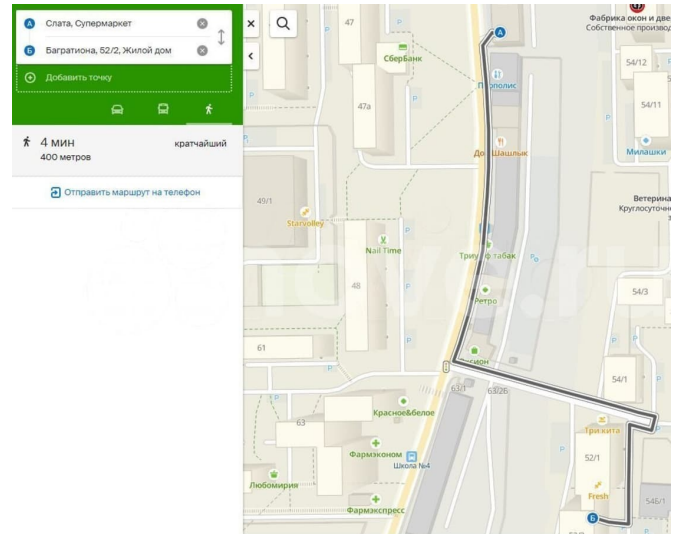 А Слата, Супермаркет
Б Багратиона, 52/2, Жилой дом
Добавить точку
4 мин
кратчайший
400 метров
Отправить маршрут на телефон
47
СберБанк
А
Фабрика окон и две
Собственное производ
54/12
47а
54/11
Дон Шашлык
Милашки
49/1
Starvolley
Ветерина
Круглосуточн
з
Nail Time
Триумф табак
48
54/3
Ретро
61
Регион
54/1
63/1
63/2б
Красное&белое
63
Три кита
Фармэконом
Школа №4
52/1
Любомирия
Fresh
54Б/1
Фармэкспресс
Б